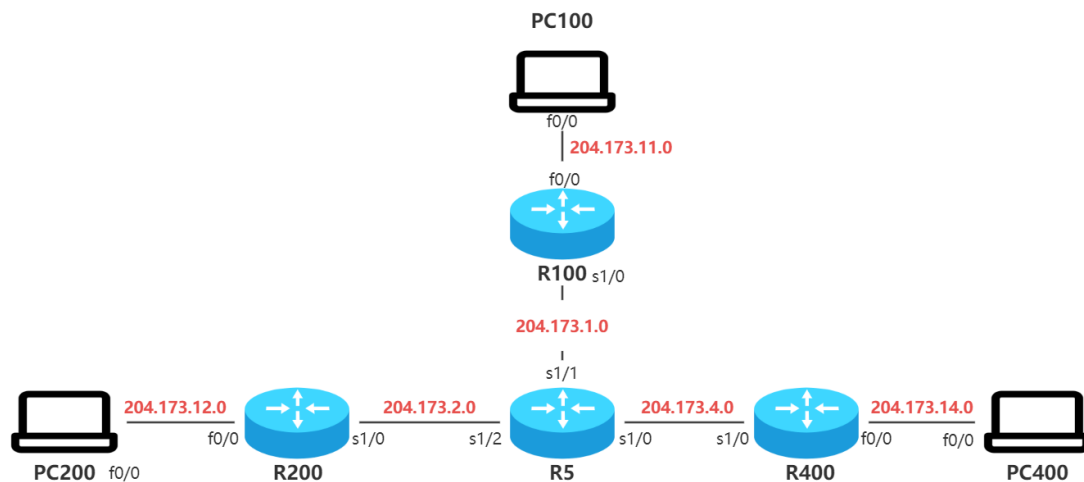 PC100
f0/0
204.173.11.0
f0/0
R100 s1/0
204.173.1.0
s1/1
204.173.12.0 204.173.2.0 204.173.4.0 204.173.14.0
f0/0 s1/0 s1/2 s1/0 s1/0 f0/0 f0/0
PC200 f0/0 R200 R5 R400 PC400